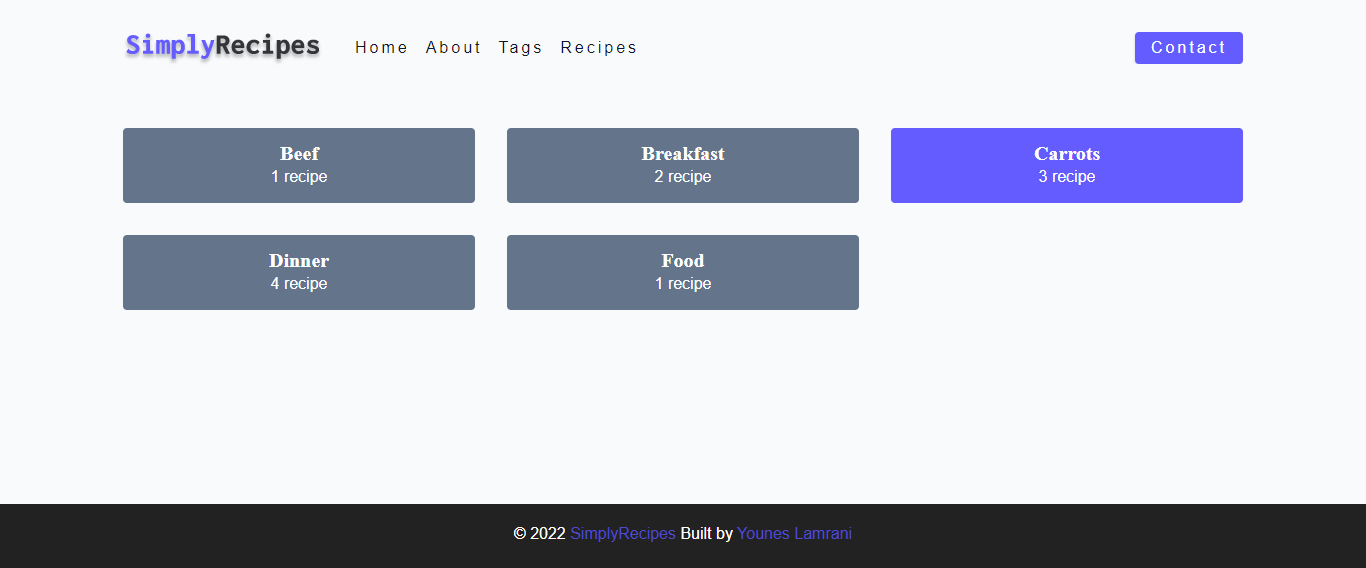 SimplyRecipes Home About Tags Recipes Contact
Beef
1 recipe
Breakfast
2 recipe
Carrots
3 recipe
Dinner
4 recipe
Food
1 recipe
© 2022 SimplyRecipes Built by Younes Lamrani